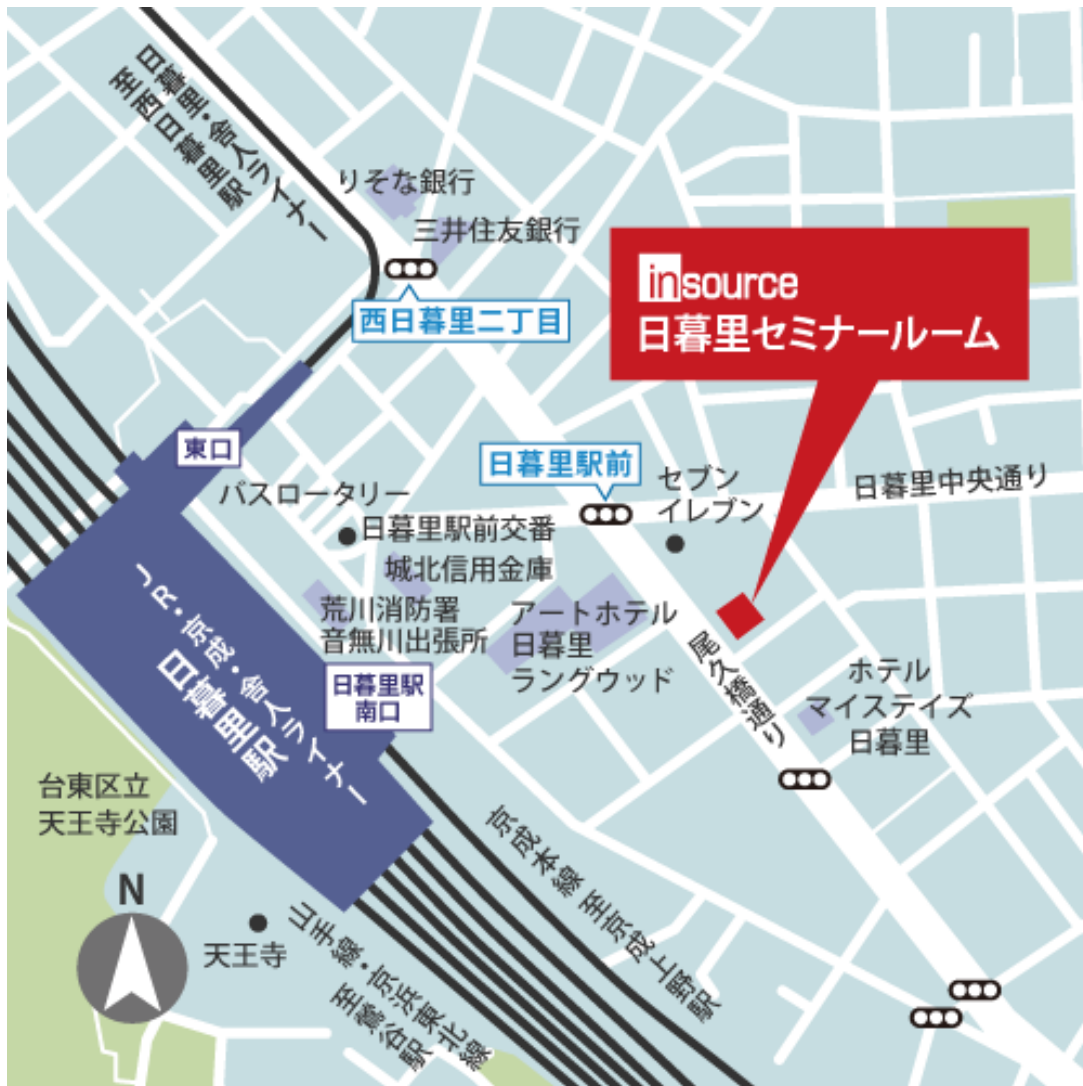 日暮里・舎人ライナー
至西日暮里駅
りそな銀行
三井住友銀行
西日暮里二丁目
insource
日暮里セミナールーム
東口
日暮里駅前
セブン
イレブン
日暮里中央通り
バスロータリー
日暮里駅前交番
城北信用金庫
荒川消防署
音無川出張所
アートホテル
日暮里
ラングウッド
日暮里駅
南口
JR・京成・舎人ライナー
日暮里駅
尾久橋通り
ホテル
マイステイズ
日暮里
台東区立
天王寺公園
N
天王寺
京成本線 至京成上野駅
山手線・京浜東北線
至鶯谷駅